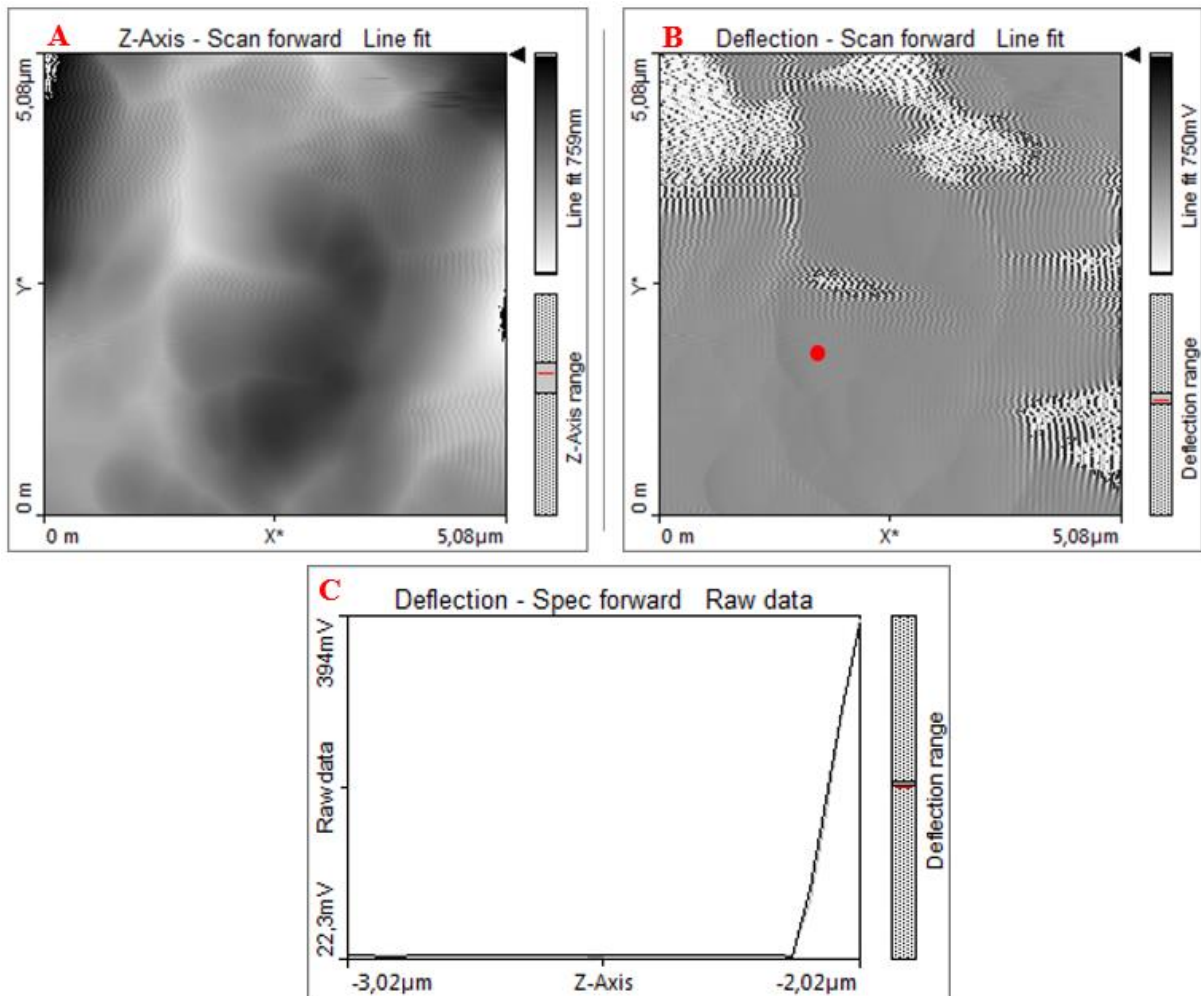 A
Z-Axis - Scan forward Line fit
5,08µm
Y*
0 m
0 m
X*
5,08µm
Line fit 759nm
Z-Axis range
B
Deflection - Scan forward Line fit
5,08µm
Y*
0 m
0 m
X*
5,08µm
Line fit 750mV
Deflection range
C
Deflection - Spec forward Raw data
394mV
Raw data
22,3mV
-3,02µm
Z-Axis
-2,02µm
Deflection range